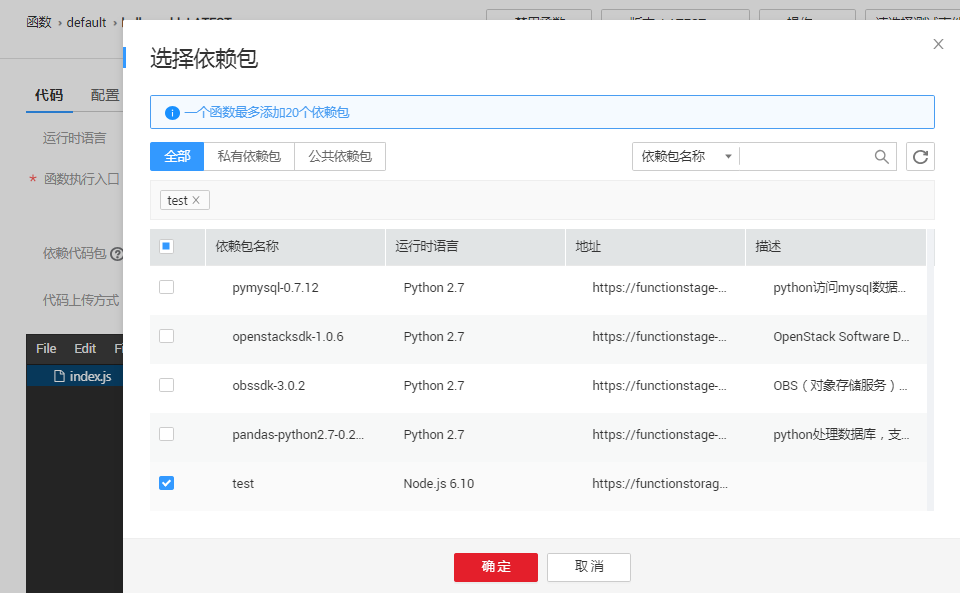 函数 › default ›
选择依赖包
一个函数最多添加20个依赖包
代码 配置
全部 私有依赖包 公共依赖包 依赖包名称
运行时语言
* 函数执行入口
test ×
依赖包名称 运行时语言 地址 描述
依赖代码包
pymysql-0.7.12 Python 2.7 https://functionstage-... python访问mysql数据...
代码上传方式
openstacksdk-1.0.6 Python 2.7 https://functionstage-... OpenStack Software D...
File Edit
index.js
obssdk-3.0.2 Python 2.7 https://functionstage-... OBS（对象存储服务）...
pandas-python2.7-0.2... Python 2.7 https://functionstage-... python处理数据库，支...
test Node.js 6.10 https://functionstorag...
确定 取消